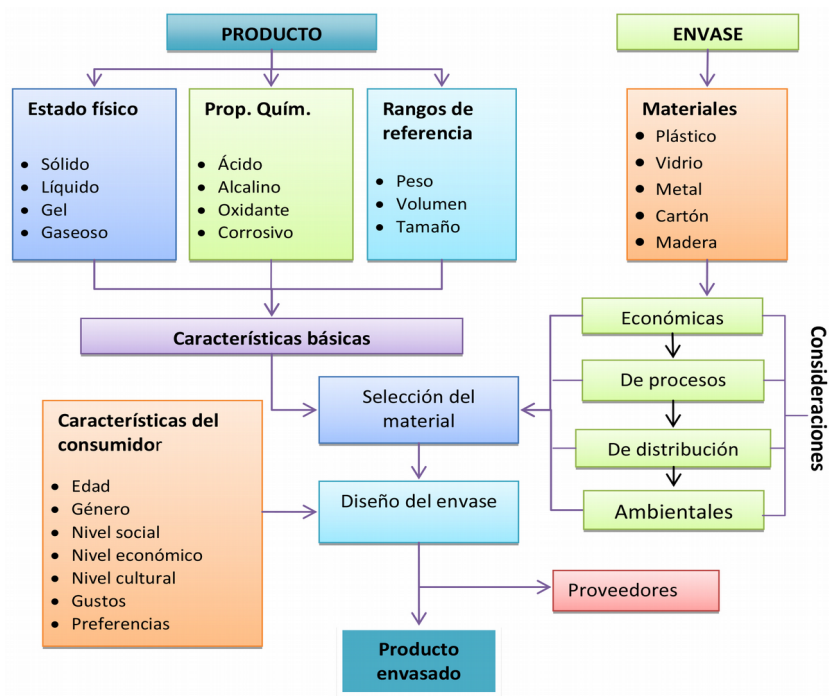 PRODUCTO
ENVASE
Estado físico
• Sólido
• Líquido
• Gel
• Gaseoso
Prop. Quím.
• Ácido
• Alcalino
• Oxidante
• Corrosivo
Rangos de
referencia
• Peso
• Volumen
• Tamaño
Materiales
• Plástico
• Vidrio
• Metal
• Cartón
• Madera
Características básicas
Económicas
De procesos
De distribución
Ambientales
Consideraciones
Selección del
material
Características del
consumidor
• Edad
• Género
• Nivel social
• Nivel económico
• Nivel cultural
• Gustos
• Preferencias
Diseño del envase
Proveedores
Producto
envasado